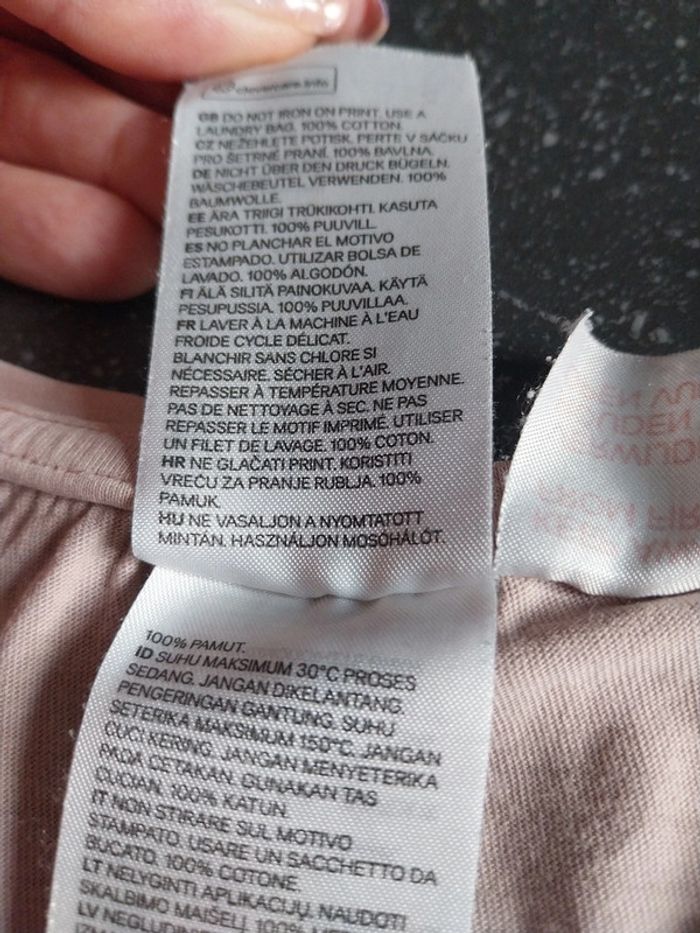 clevercare.info
GB DO NOT IRON ON PRINT. USE A
LAUNDRY BAG. 100% COTTON.
CZ NEŽEHLETE POTISK. PERTE V SÁČKU
PRO ŠETRNÉ PRANÍ. 100% BAVLNA.
DE NICHT ÜBER DEN DRUCK BÜGELN.
WÄSCHEBEUTEL VERWENDEN. 100%
BAUMWOLLE.
EE ÄRA TRIIGI TRÜKIKOHTI. KASUTA
PESUKOTTI. 100% PUUVILL.
ES NO PLANCHAR EL MOTIVO
ESTAMPADO. UTILIZAR BOLSA DE
LAVADO. 100% ALGODÓN.
FI ÄLÄ SILITÄ PAINOKUVAA. KÄYTÄ
PESUPUSSIA. 100% PUUVILLAA.
FR LAVER À LA MACHINE À L'EAU
FROIDE CYCLE DÉLICAT.
BLANCHIR SANS CHLORE SI
NÉCESSAIRE. SÉCHER À L'AIR.
REPASSER À TEMPÉRATURE MOYENNE.
PAS DE NETTOYAGE À SEC. NE PAS
REPASSER LE MOTIF IMPRIMÉ. UTILISER
UN FILET DE LAVAGE. 100% COTON.
HR NE GLAČATI PRINT. KORISTITI
VREĆU ZA PRANJE RUBLJA. 100%
PAMUK.
HU NE VASALJON A NYOMTATOTT
MINTÁN. HASZNÁLJON MOSÓHÁLÓT.
100% PAMUT.
ID SUHU MAKSIMUM 30°C PROSES
SEDANG. JANGAN DIKELANTANG.
PENGERINGAN GANTUNG. SUHU
SETERIKA MAKSIMUM 150°C. JANGAN
CUCI KERING. JANGAN MENYETERIKA
PADA CETAKAN. GUNAKAN TAS
CUCIAN. 100% KATUN.
IT NON STIRARE SUL MOTIVO
STAMPATO. USARE UN SACCHETTO DA
BUCATO. 100% COTONE.
LT NELYGINTI APLIKACIJŲ. NAUDOTI
SKALBIMO MAIŠELĮ. 100%
LV